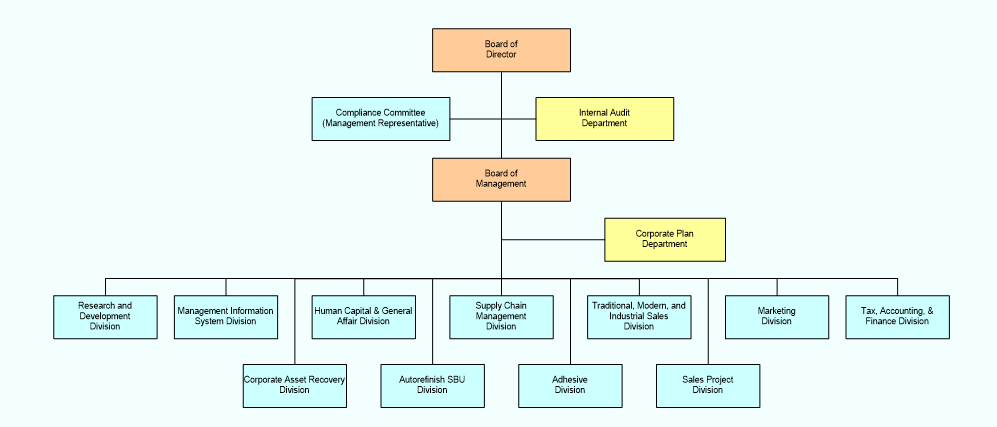 Board of
Director
Compliance Committee
(Management Representative)
Internal Audit
Department
Board of
Management
Corporate Plan
Department
Research and
Development
Division
Management Information
System Division
Human Capital & General
Affair Division
Supply Chain
Management
Division
Traditional, Modern, and
Industrial Sales
Division
Marketing
Division
Tax, Accounting, &
Finance Division
Corporate Asset Recovery
Division
Autorefinish SBU
Division
Adhesive
Division
Sales Project
Division